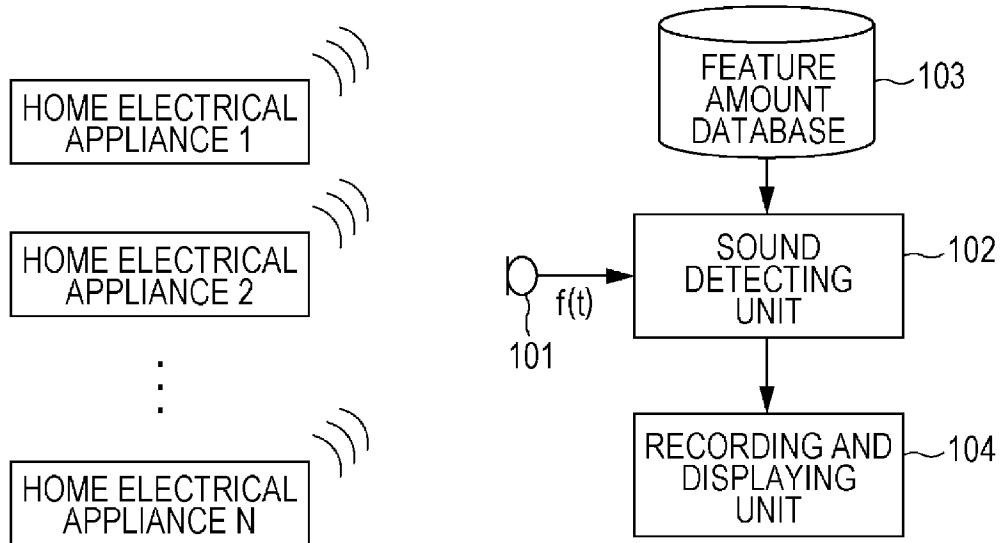 HOME ELECTRICAL
APPLIANCE 1
HOME ELECTRICAL
APPLIANCE 2
HOME ELECTRICAL
APPLIANCE N
FEATURE
AMOUNT
DATABASE
103
f(t)
101
SOUND
DETECTING
UNIT
102
RECORDING AND
DISPLAYING
UNIT
104